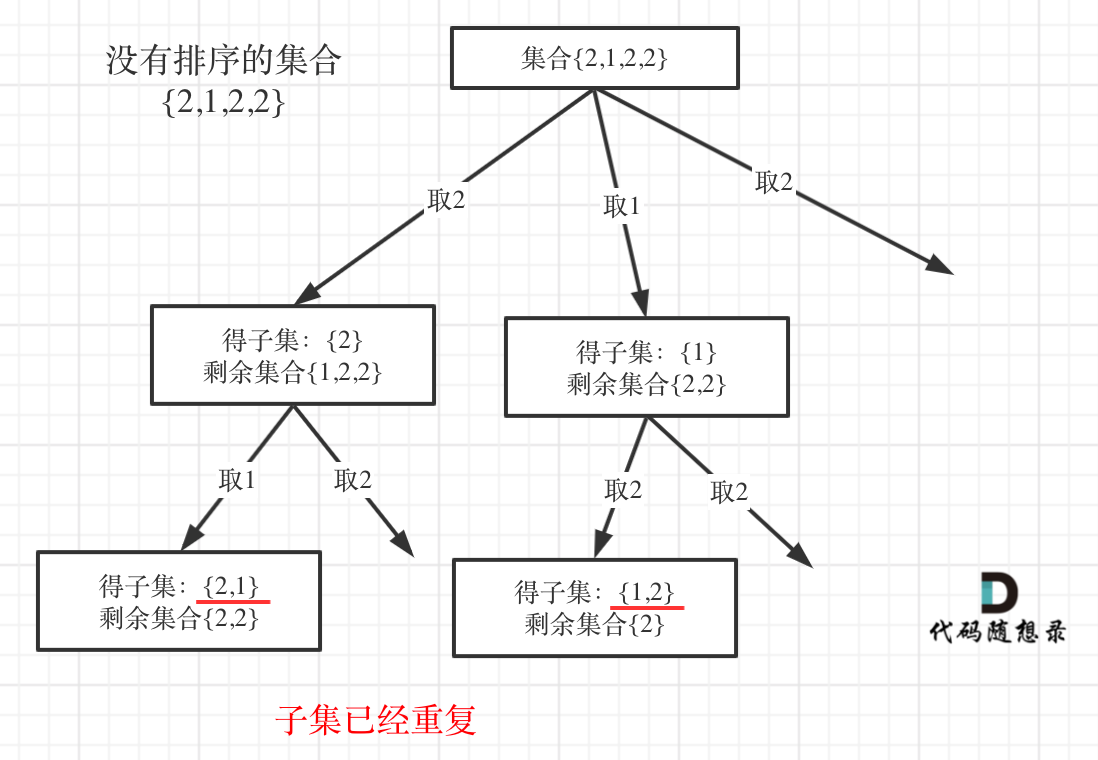 没有排序的集合
{2,1,2,2}
集合{2,1,2,2}
取2
取1
取2
得子集：{2}
剩余集合{1,2,2}
得子集：{1}
剩余集合{2,2}
取1
取2
取2
取2
得子集：{2,1}
剩余集合{2,2}
得子集：{1,2}
剩余集合{2}
代码随想录
子集已经重复